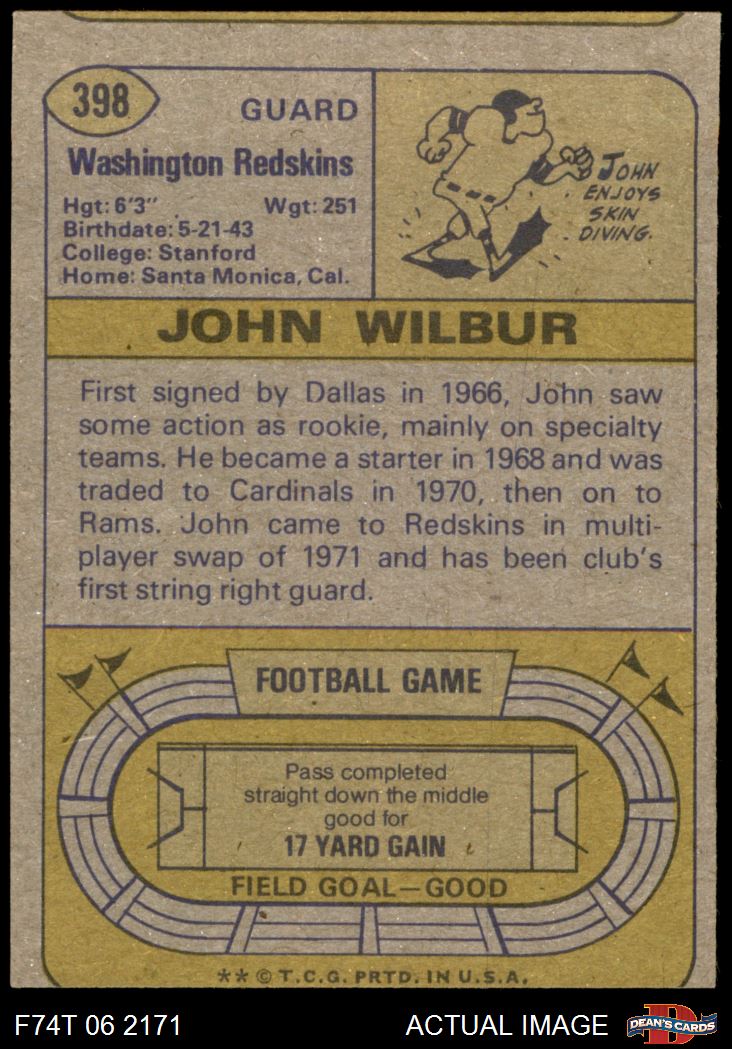 398
GUARD
Washington Redskins
Hgt: 6'3" Wgt: 251
Birthdate: 5-21-43
College: Stanford
Home: Santa Monica, Cal.
JOHN
ENJOYS
SKIN
DIVING.
JOHN WILBUR
First signed by Dallas in 1966, John saw
some action as rookie, mainly on specialty
teams. He became a starter in 1968 and was
traded to Cardinals in 1970, then on to
Rams. John came to Redskins in multi-
player swap of 1971 and has been club's
first string right guard.
FOOTBALL GAME
Pass completed
straight down the middle
good for
17 YARD GAIN
FIELD GOAL—GOOD
** © T.C.G. PRTD. IN U.S.A.
F74T 06 2171 ACTUAL IMAGE
D
DEAN'S CARDS